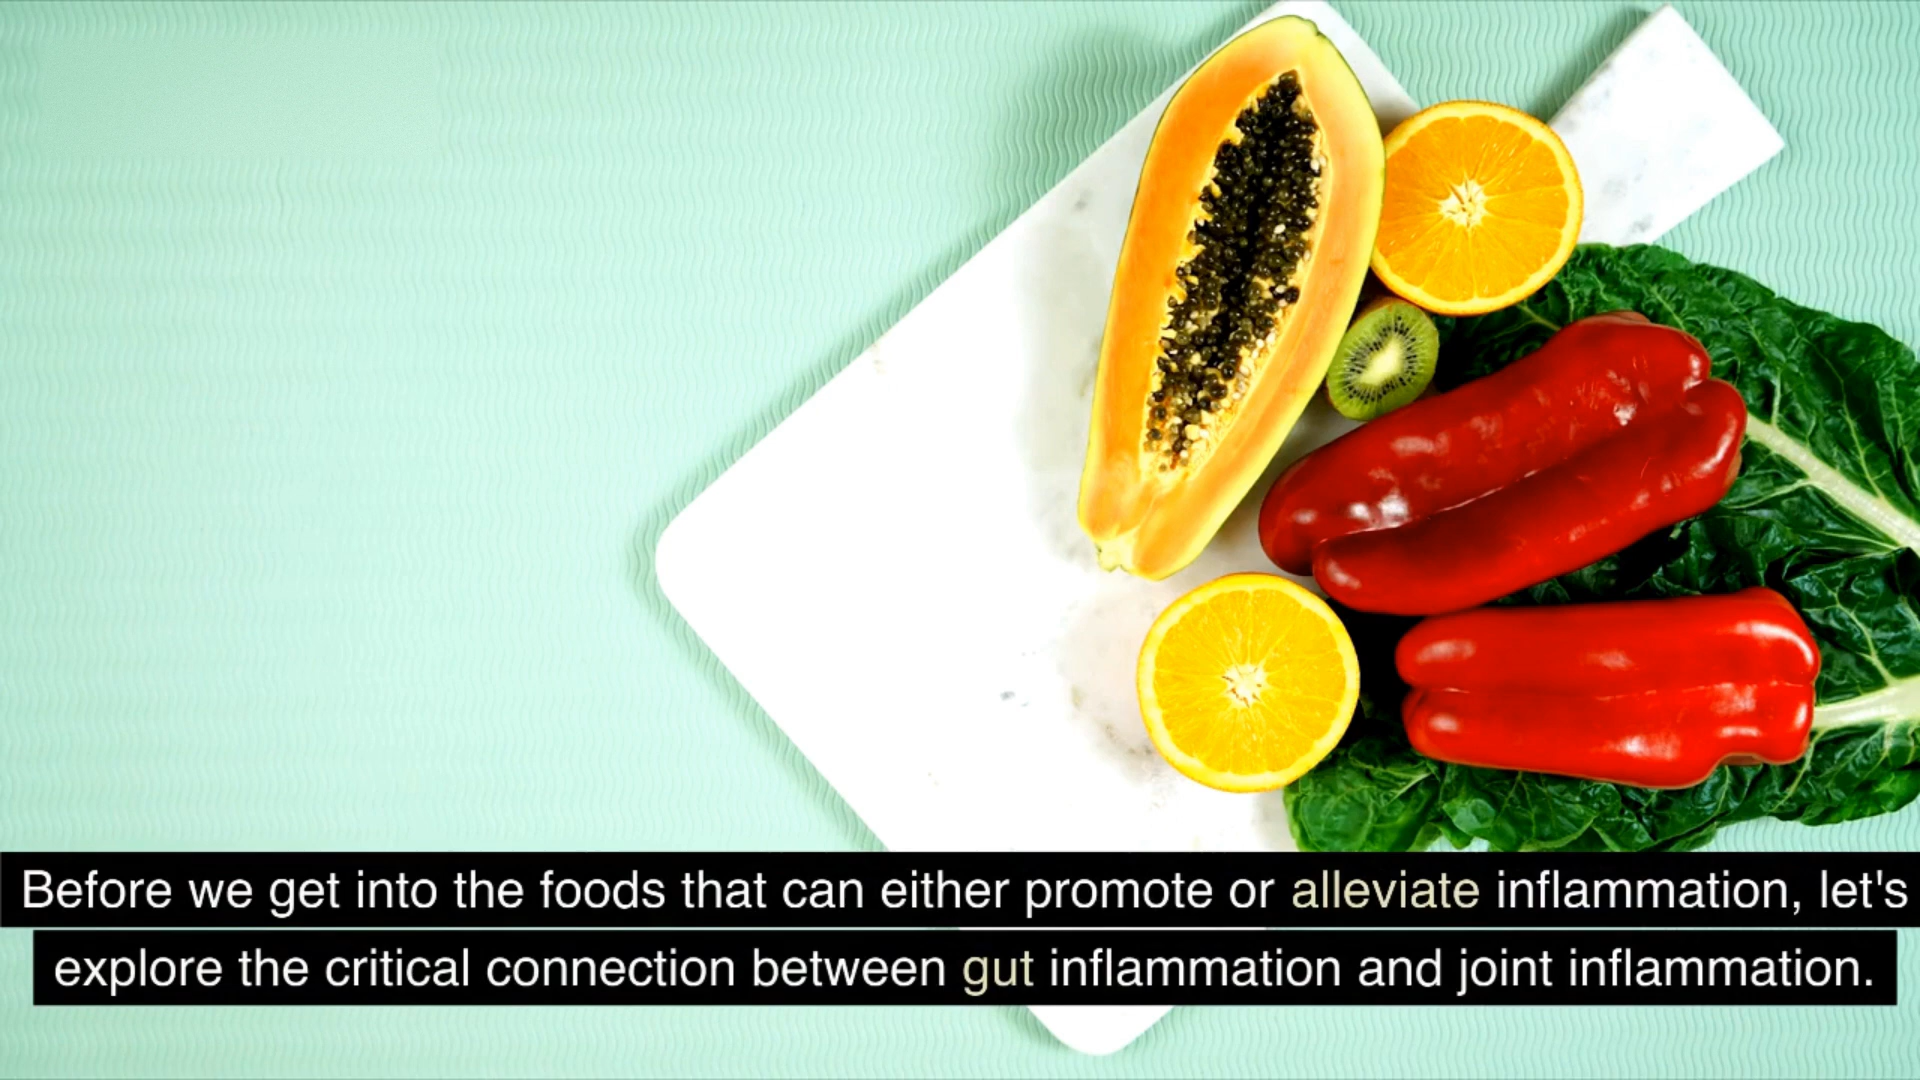 Before we get into the foods that can either promote or alleviate inflammation, let's
explore the critical connection between gut inflammation and joint inflammation.